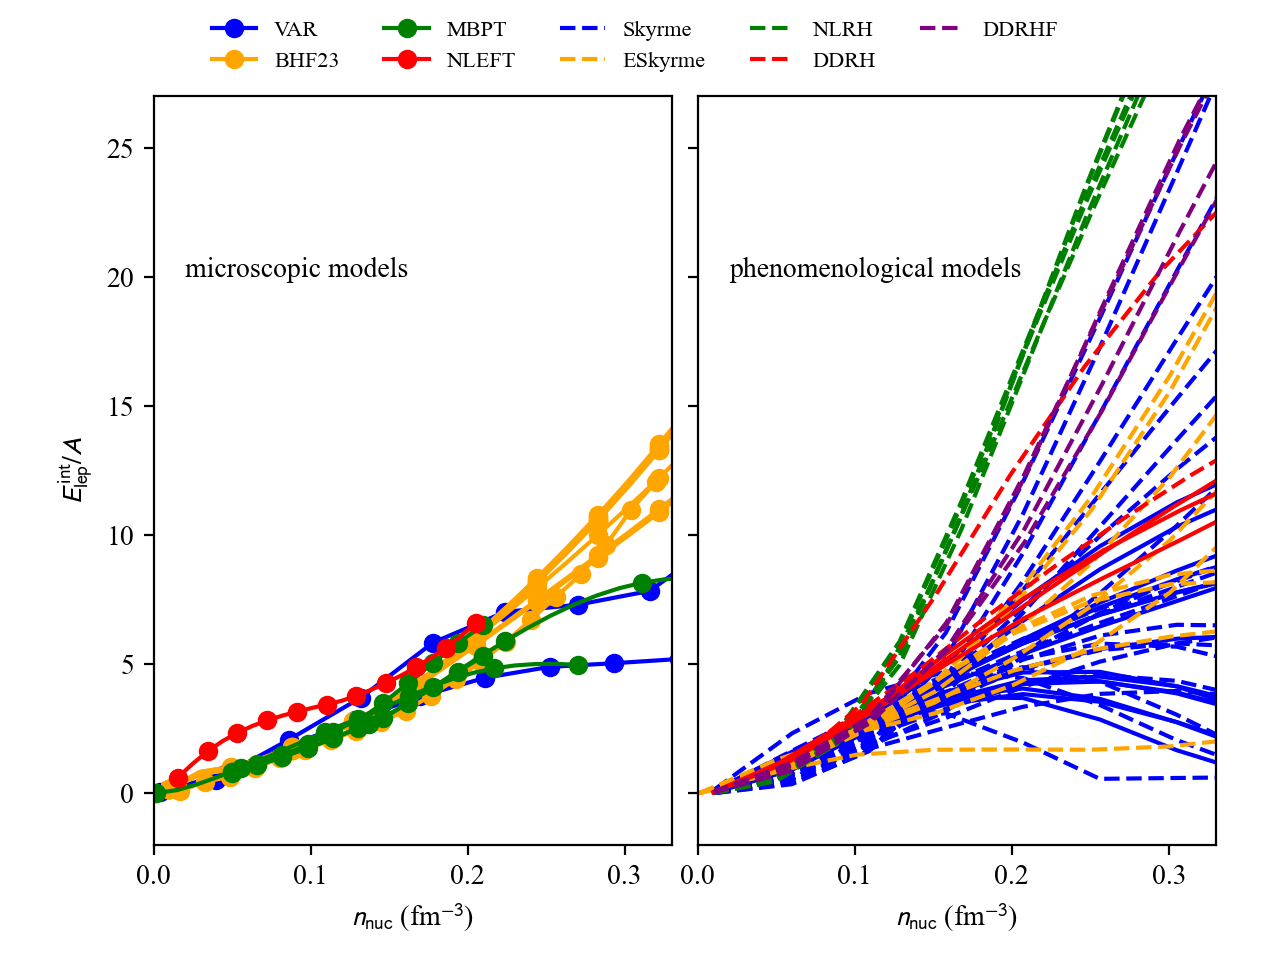 VAR MBPT Skyrme NLRH DDRHF
BHF23 NLEFT ESkyrme DDRH
25
20
15
10
5
0
E_lep^int/A
microscopic models
phenomenological models
0.0 0.1 0.2 0.3 0.0 0.1 0.2 0.3
n_nuc (fm⁻³) n_nuc (fm⁻³)